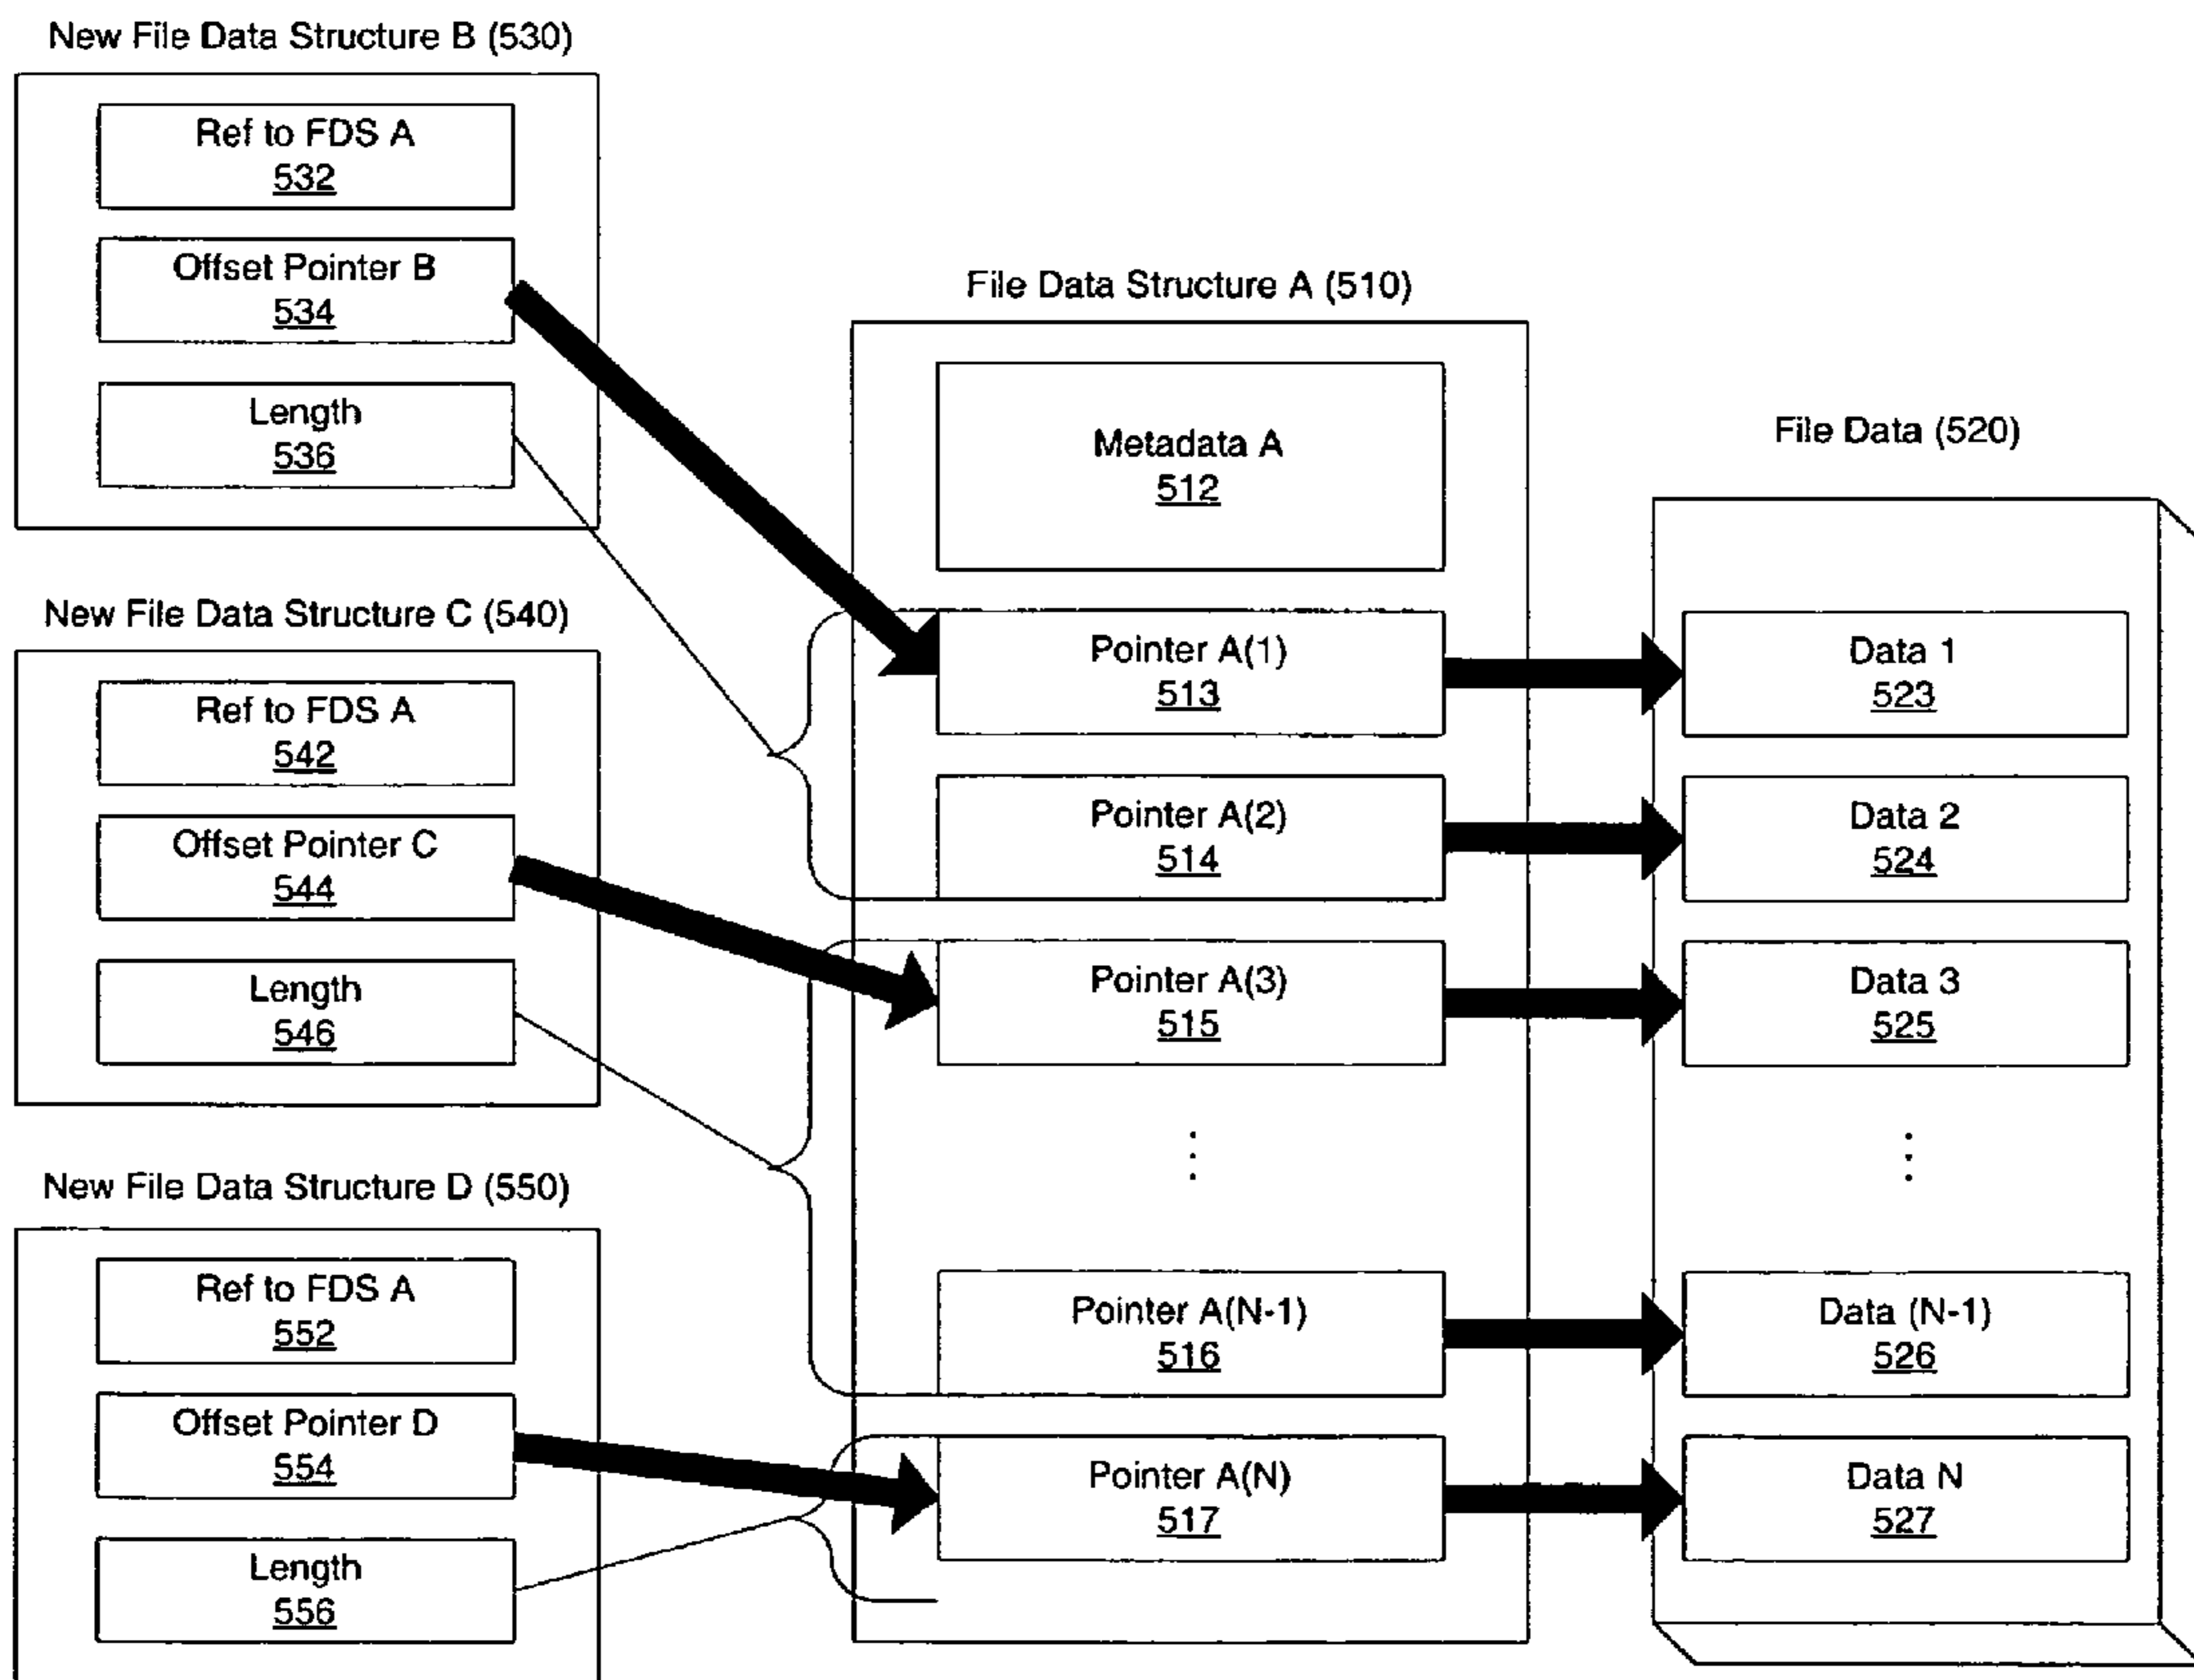 New File Data Structure B (530)
Ref to FDS A
532
Offset Pointer B
534
Length
536
New File Data Structure C (540)
Ref to FDS A
542
Offset Pointer C
544
Length
546
New File Data Structure D (550)
Ref to FDS A
552
Offset Pointer D
554
Length
556
File Data Structure A (510)
Metadata A
512
Pointer A(1)
513
Pointer A(2)
514
Pointer A(3)
515
⋮
Pointer A(N-1)
516
Pointer A(N)
517
File Data (520)
Data 1
523
Data 2
524
Data 3
525
⋮
Data (N-1)
526
Data N
527